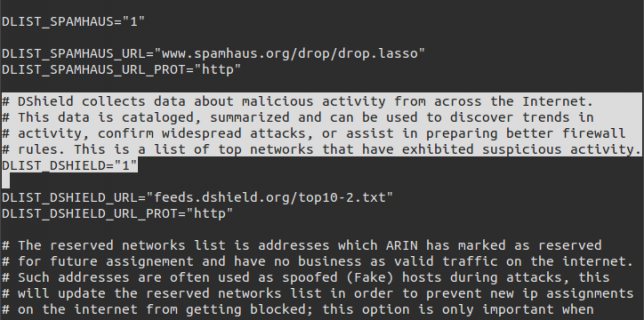 DLIST_SPAMHAUS="1"
DLIST_SPAMHAUS_URL="www.spamhaus.org/drop/drop.lasso"
DLIST_SPAMHAUS_URL_PROT="http"
# DShield collects data about malicious activity from across the Internet.
# This data is cataloged, summarized and can be used to discover trends in
# activity, confirm widespread attacks, or assist in preparing better firewall
# rules. This is a list of top networks that have exhibited suspicious activity.
DLIST_DSHIELD="1"
DLIST_DSHIELD_URL="feeds.dshield.org/top10-2.txt"
DLIST_DSHIELD_URL_PROT="http"
# The reserved networks list is addresses which ARIN has marked as reserved
# for future assignement and have no business as valid traffic on the internet.
# Such addresses are often used as spoofed (Fake) hosts during attacks, this
# will update the reserved networks list in order to prevent new ip assignments
# on the internet from getting blocked; this option is only important when